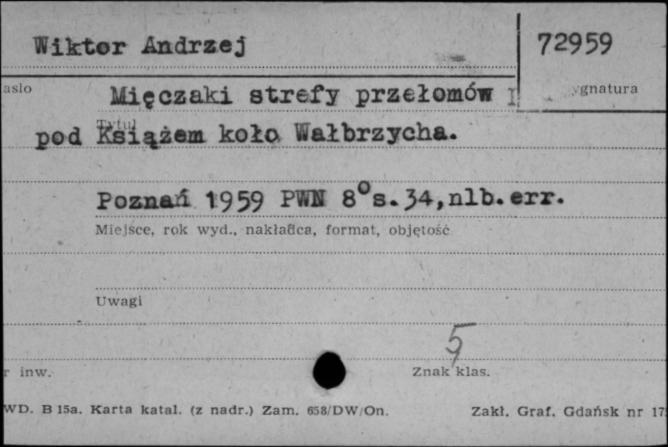 Wiktor Andrzej 72959
asło Mięczaki strefy przełomów ygnatura
Tytuł
pod Książem koło Wałbrzycha.
Poznań 1959 PWN 8° s.34,nlb.err.
Miejsce, rok wyd., nakładca, format, objętość
Uwagi
5
r inw. Znak klas.
WD. B 15a. Karta katal. (z nadr.) Zam. 658/DW/On. Zakł. Graf. Gdańsk nr 17